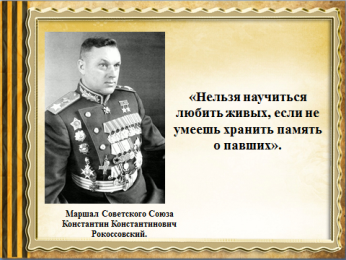 «Нельзя научиться
любить живых, если не
умеешь хранить память
о павших».
Маршал Советского Союза
Константин Константинович
Рокоссовский.